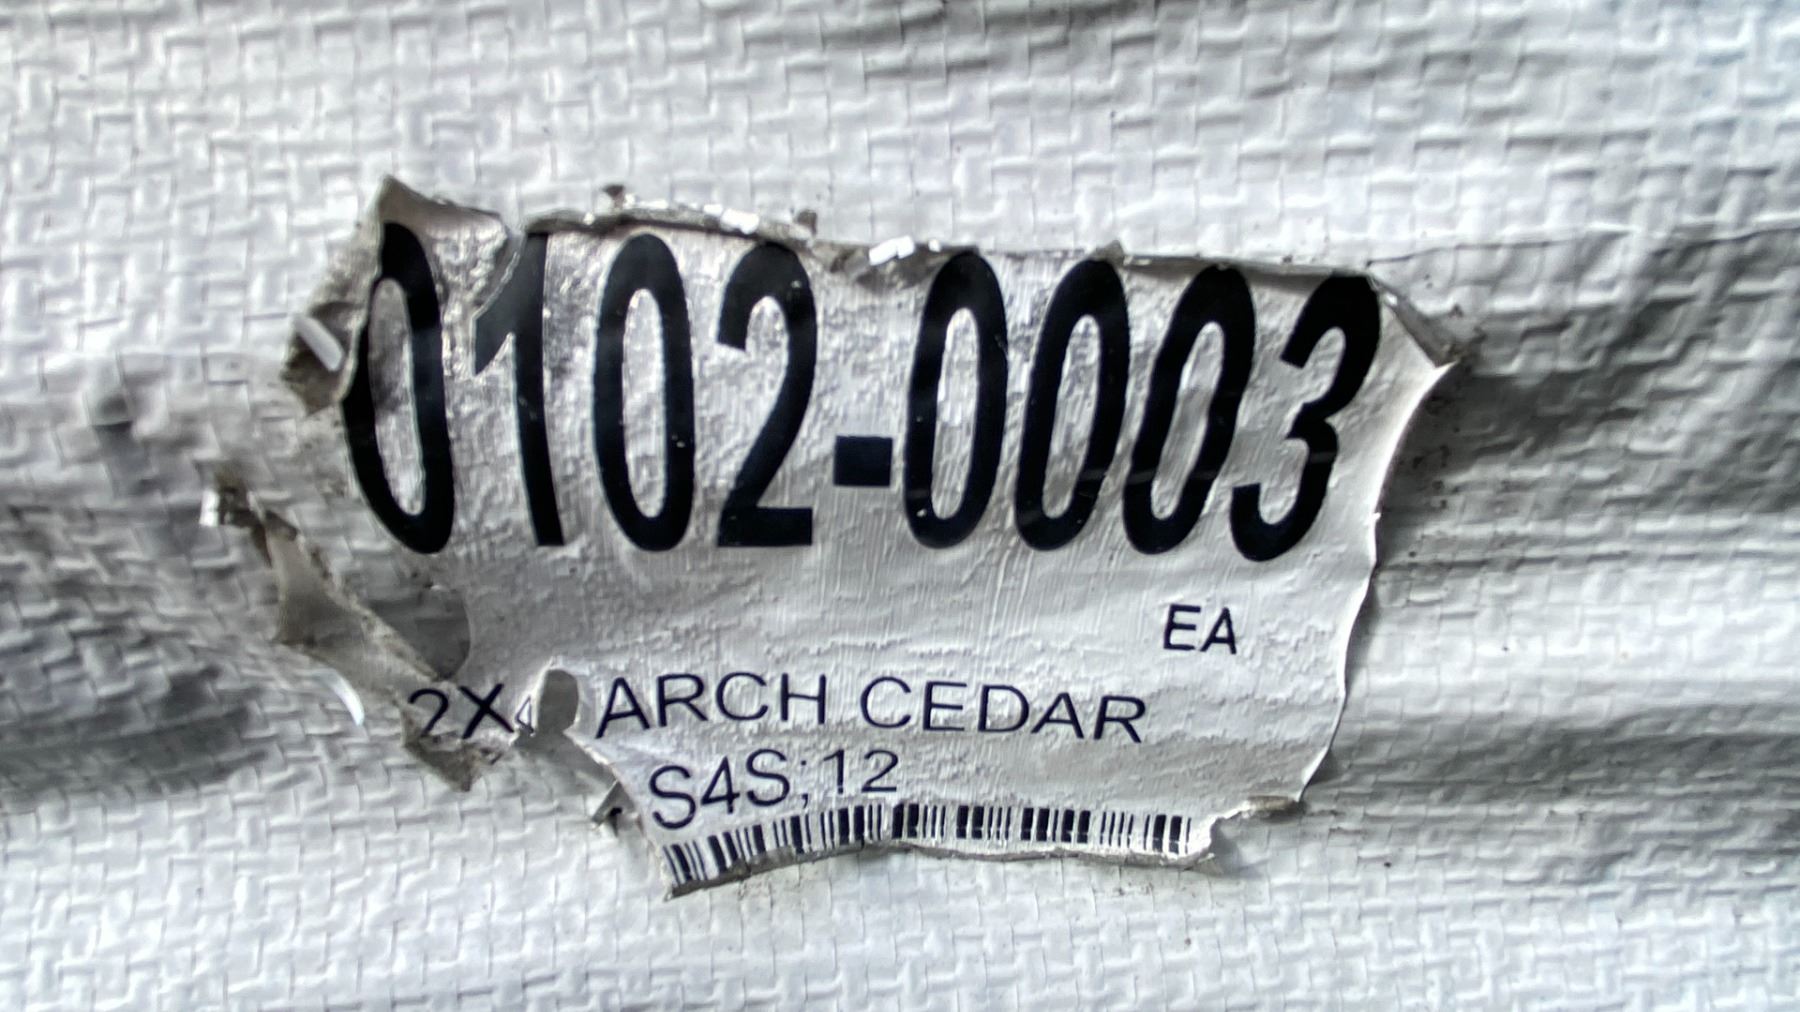 0102-0003
EA
2X4 ARCH CEDAR
S4S;12